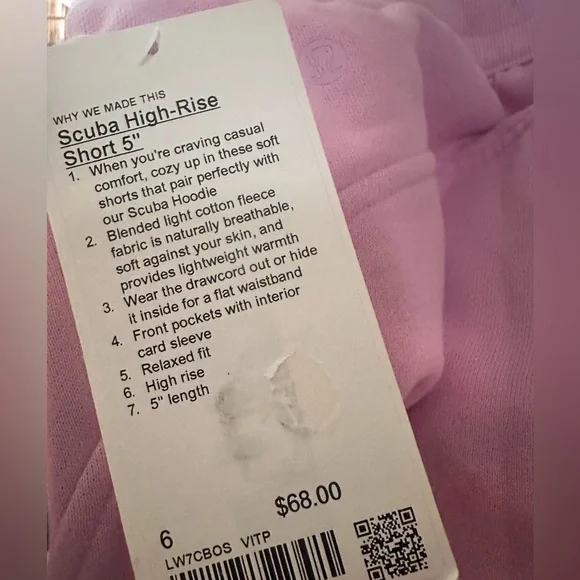 WHY WE MADE THIS
Scuba High-Rise
Short 5"
1. When you're craving casual
comfort, cozy up in these soft
shorts that pair perfectly with
our Scuba Hoodie
2. Blended light cotton fleece
fabric is naturally breathable,
soft against your skin, and
provides lightweight warmth
3. Wear the drawcord out or hide
it inside for a flat waistband
4. Front pockets with interior
card sleeve
5. Relaxed fit
6. High rise
7. 5" length
$68.00
6
LW7CBOS VITP